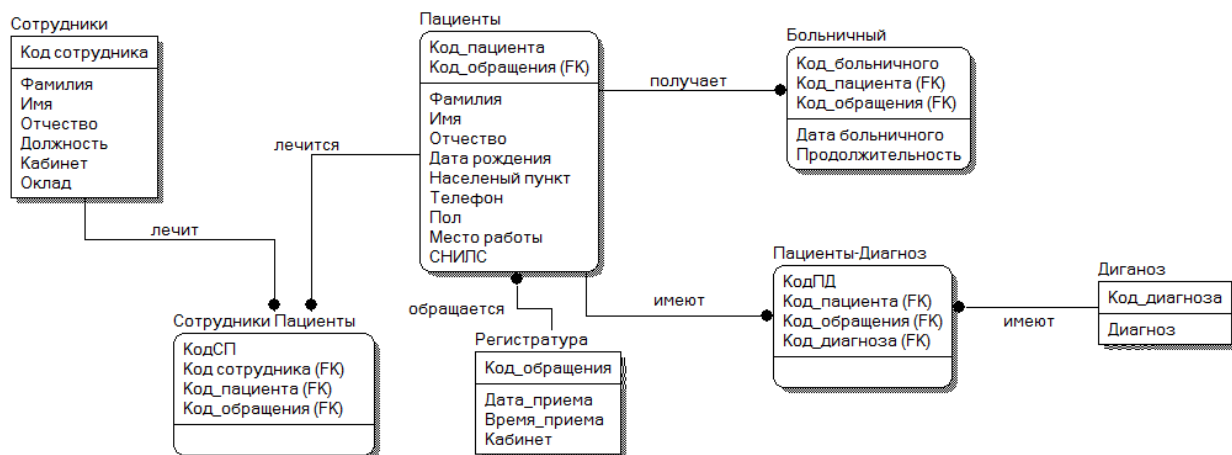 Сотрудники
Код сотрудника
Фамилия
Имя
Отчество
Должность
Кабинет
Оклад
лечит
лечится
Пациенты
Код_пациента
Код_обращения (FK)
Фамилия
Имя
Отчество
Дата рождения
Населеный пункт
Телефон
Пол
Место работы
СНИЛС
получает
Больничный
Код_больничного
Код_пациента (FK)
Код_обращения (FK)
Дата больничного
Продолжительность
Сотрудники Пациенты
КодСП
Код сотрудника (FK)
Код_пациента (FK)
Код_обращения (FK)
обращается
Регистратура
Код_обращения
Дата_приема
Время_приема
Кабинет
имеют
Пациенты-Диагноз
КодПД
Код_пациента (FK)
Код_обращения (FK)
Код_диагноза (FK)
имеют
Диганоз
Код_диагноза
Диагноз